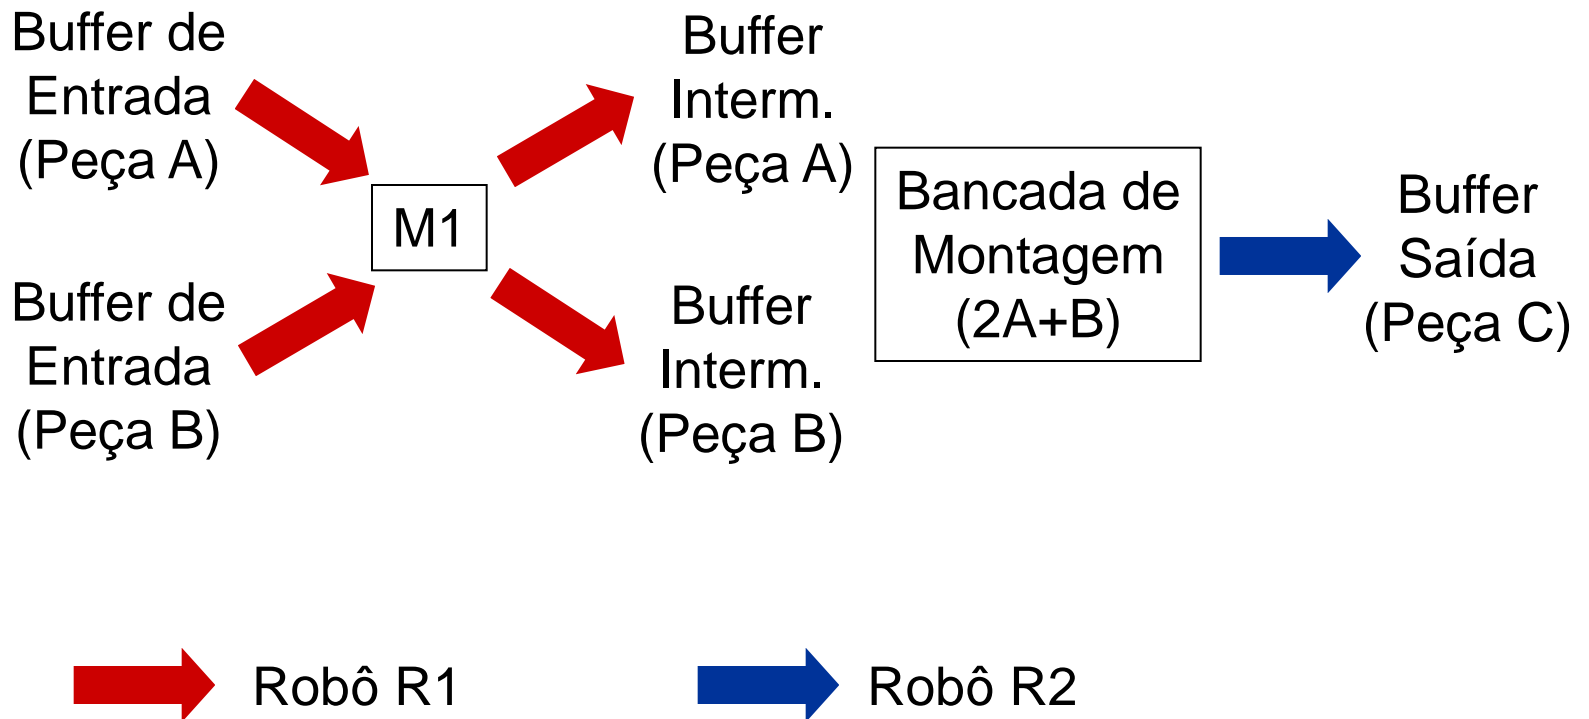 Buffer de
Entrada
(Peça A)
Buffer de
Entrada
(Peça B)
M1
Buffer
Interm.
(Peça A)
Buffer
Interm.
(Peça B)
Bancada de
Montagem
(2A+B)
Buffer
Saída
(Peça C)
Robô R1
Robô R2